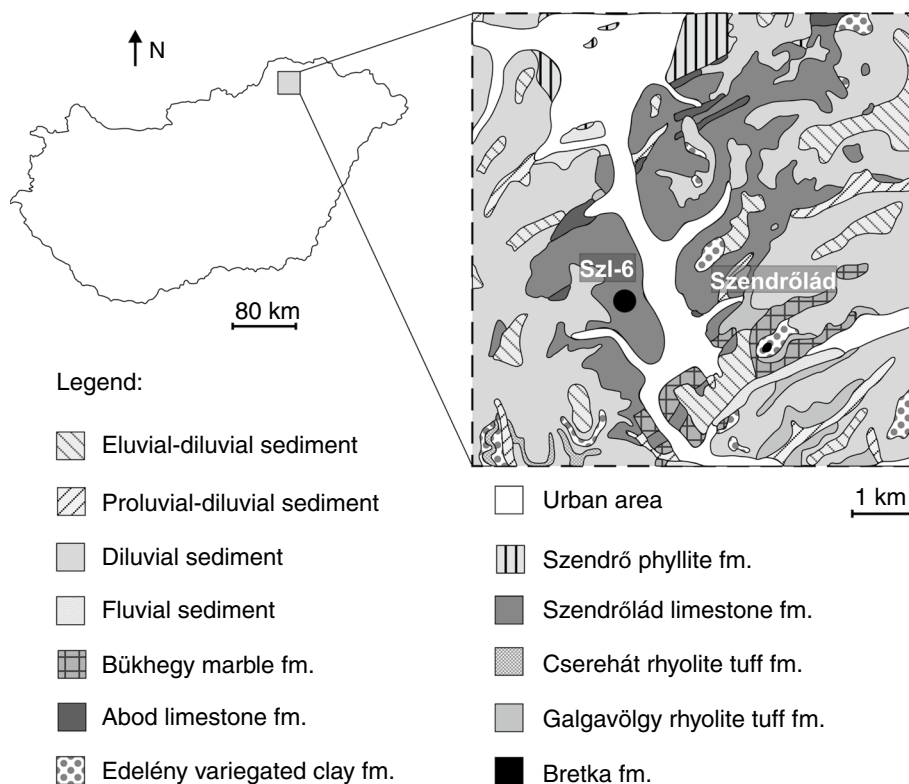 N
80 km
Szl-6
Szendrőlád
1 km
Legend:
Eluvial-diluvial sediment
Proluvial-diluvial sediment
Diluvial sediment
Fluvial sediment
Bükhegy marble fm.
Abod limestone fm.
Edelény variegated clay fm.
Urban area
Szendrő phyllite fm.
Szendrőlád limestone fm.
Cserehát rhyolite tuff fm.
Galgavölgy rhyolite tuff fm.
Bretka fm.